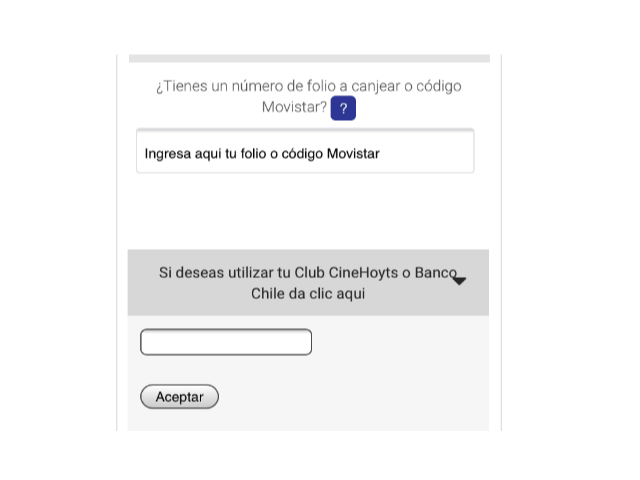 ¿Tienes un número de folio a canjear o código
Movistar? ?
Ingresa aqui tu folio o código Movistar
Si deseas utilizar tu Club CineHoyts o Banco
Chile da clic aqui
Aceptar